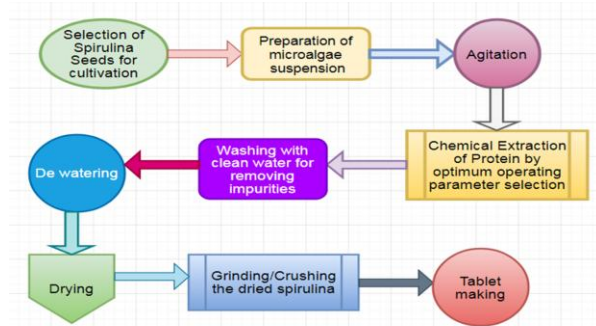 Selection of
Spirulina
Seeds for
cultivation
Preparation of
microalgae
suspension
Agitation
Chemical Extraction
of Protein by
optimum operating
parameter selection
Washing with
clean water for
removing
impurities
De watering
Drying
Grinding/Crushing
the dried spirulina
Tablet
making